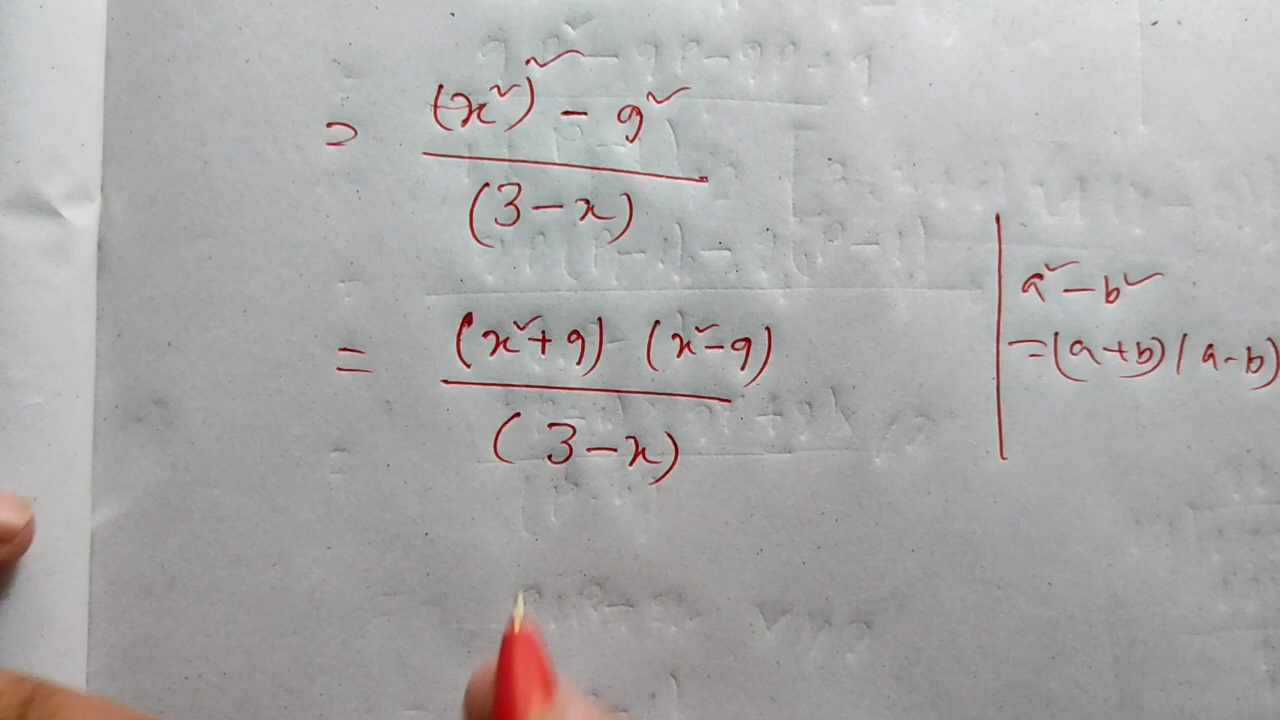 = (x²)² - 9² / (3-x)
= (x²+9) (x²-9) / (3-x)
a² - b²
= (a+b) (a-b)